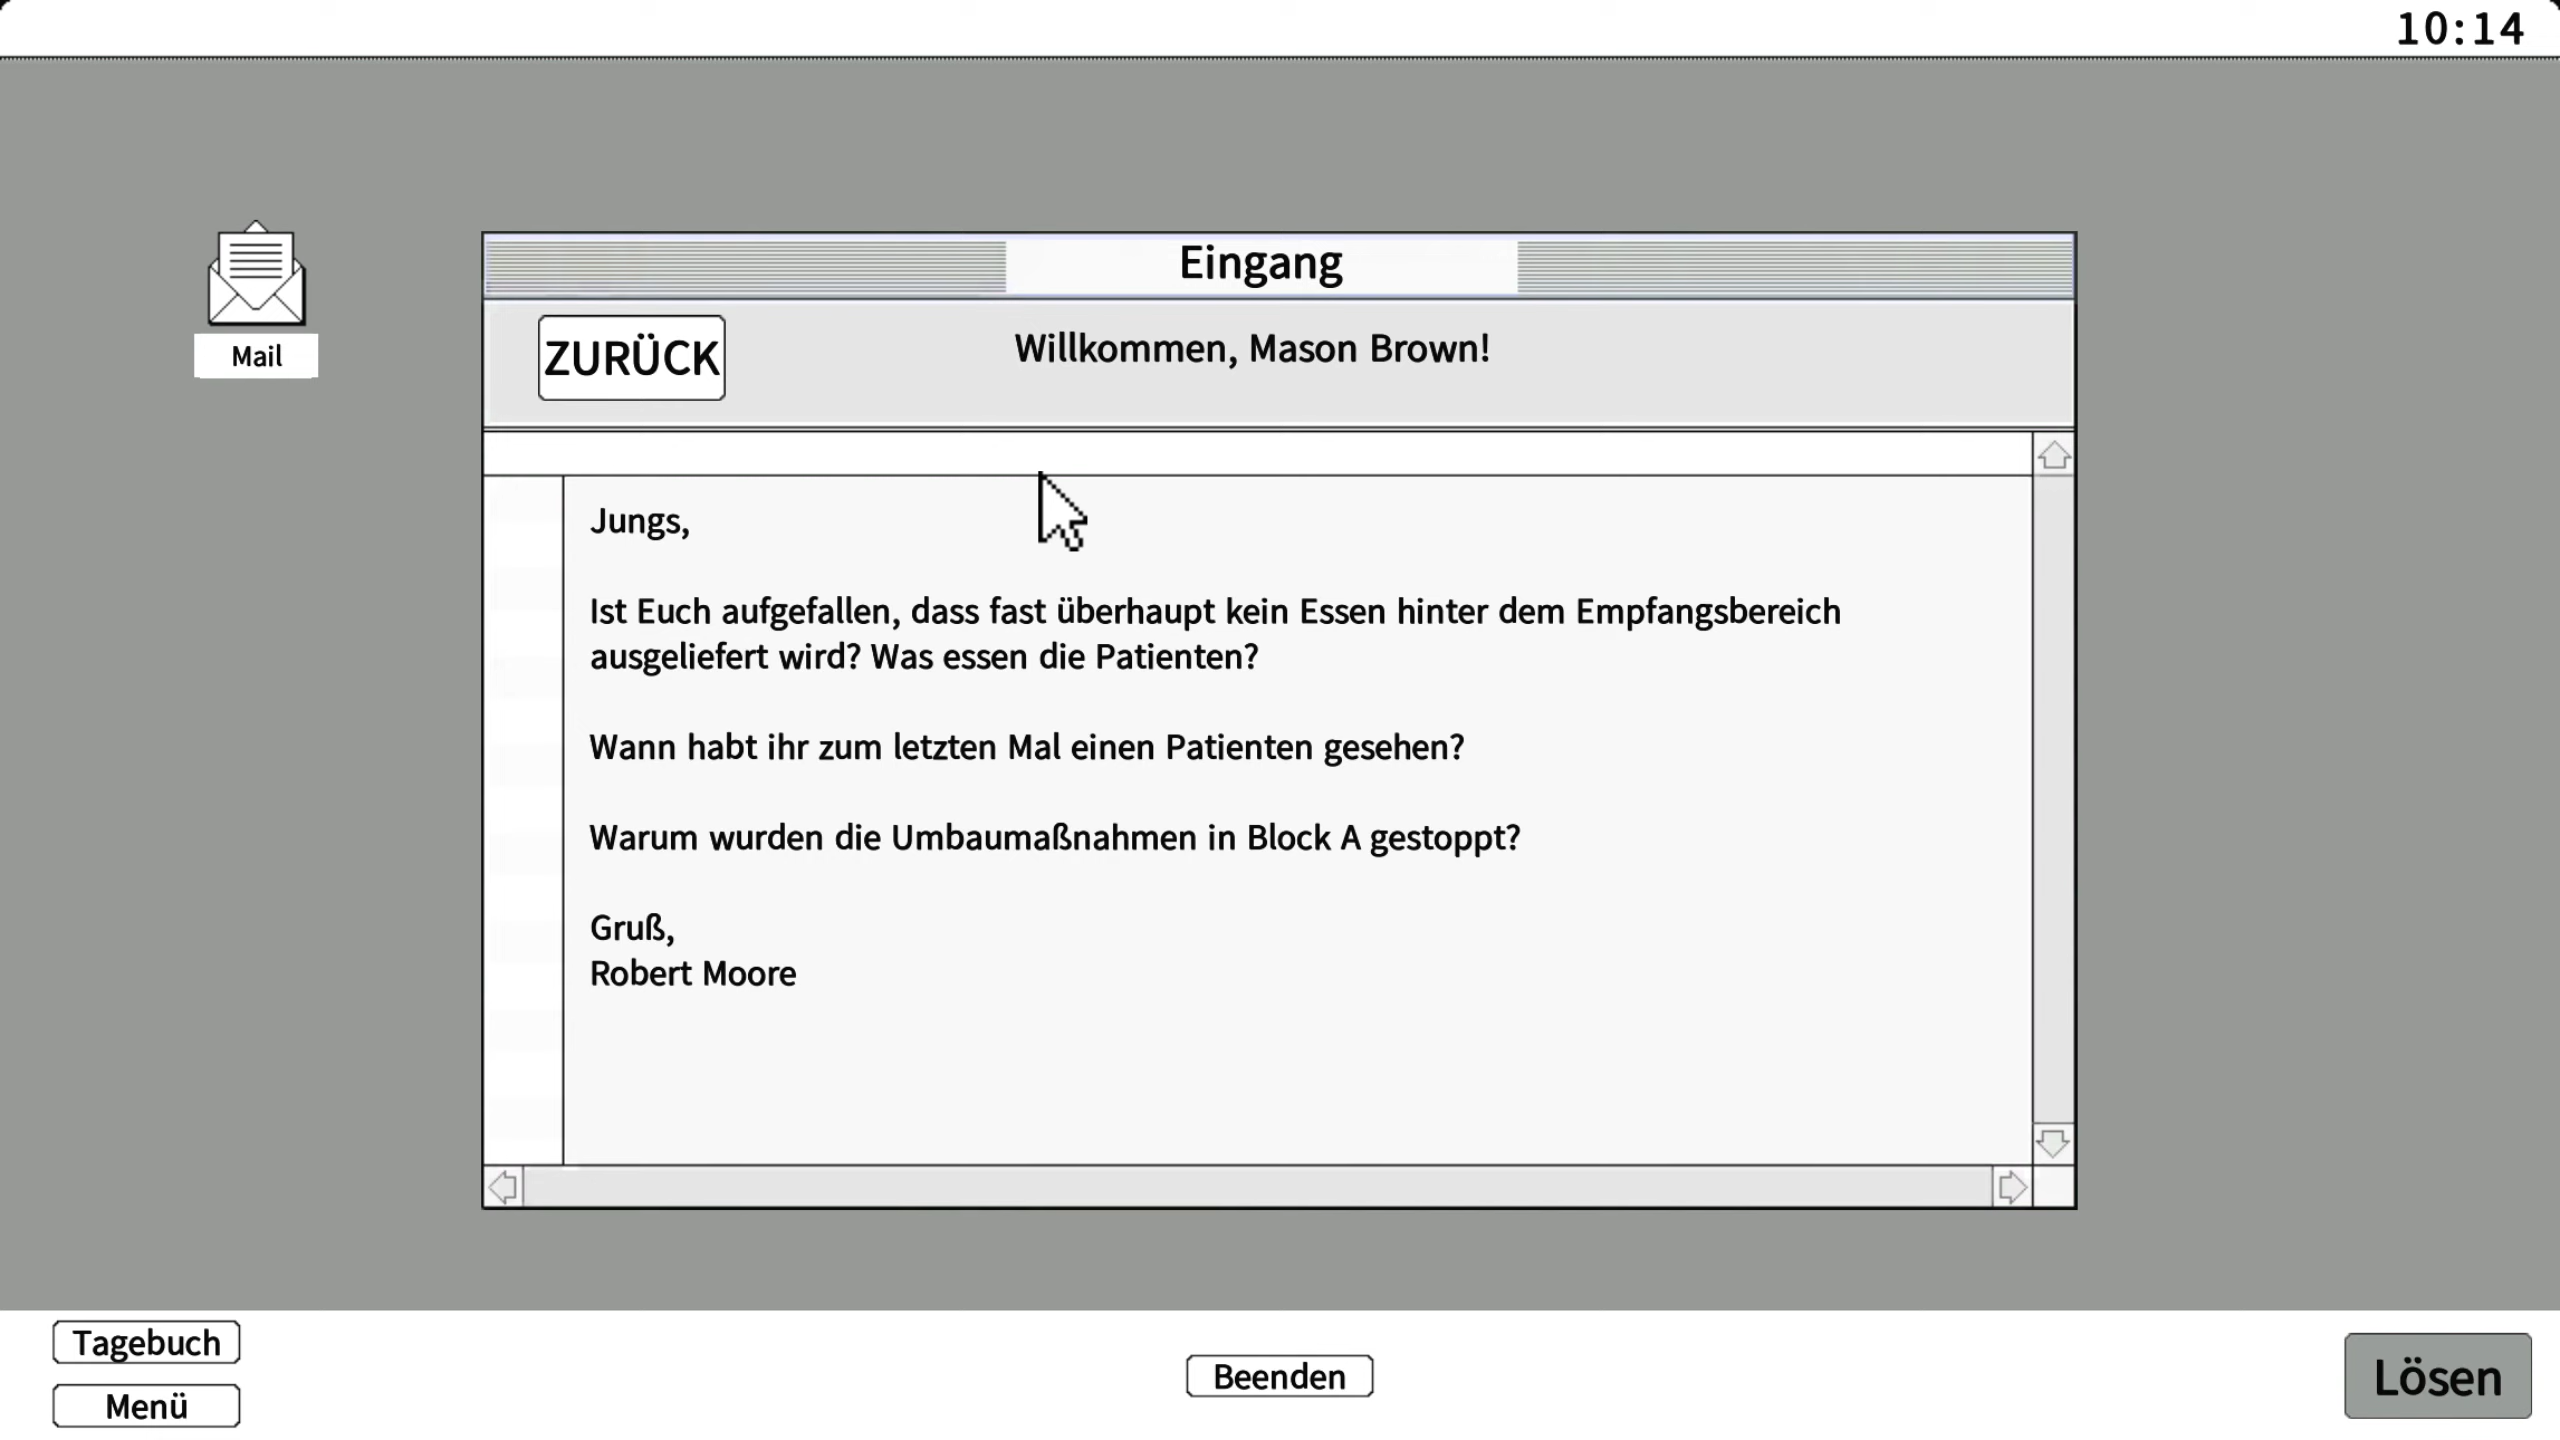 10:14
Mail
Eingang
ZURÜCK
Willkommen, Mason Brown!
Jungs,
Ist Euch aufgefallen, dass fast überhaupt kein Essen hinter dem Empfangsbereich
ausgeliefert wird? Was essen die Patienten?
Wann habt ihr zum letzten Mal einen Patienten gesehen?
Warum wurden die Umbaumaßnahmen in Block A gestoppt?
Gruß,
Robert Moore
Tagebuch
Menü
Beenden
Lösen